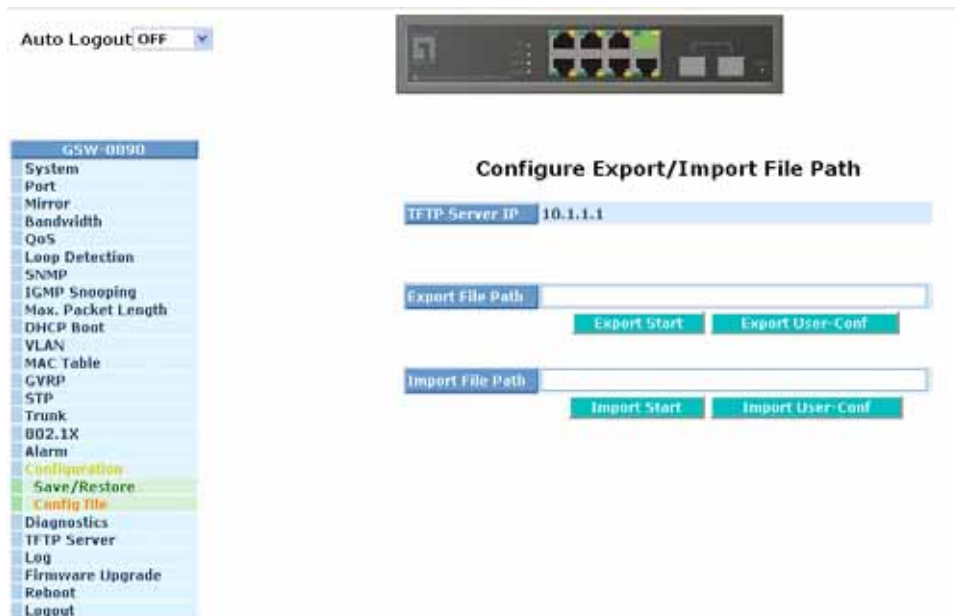 Auto Logout OFF
GSW-0890
System
Port
Mirror
Bandwidth
QoS
Loop Detection
SNMP
IGMP Snooping
Max. Packet Length
DHCP Boot
VLAN
MAC Table
GVRP
STP
Trunk
802.1X
Alarm
Configuration
Save/Restore
Config file
Diagnostics
TFTP Server
Log
Firmware Upgrade
Reboot
Logout
Configure Export/Import File Path
TFTP Server IP 10.1.1.1
Export File Path
Export Start Export User-Conf
Import File Path
Import Start Import User-Conf